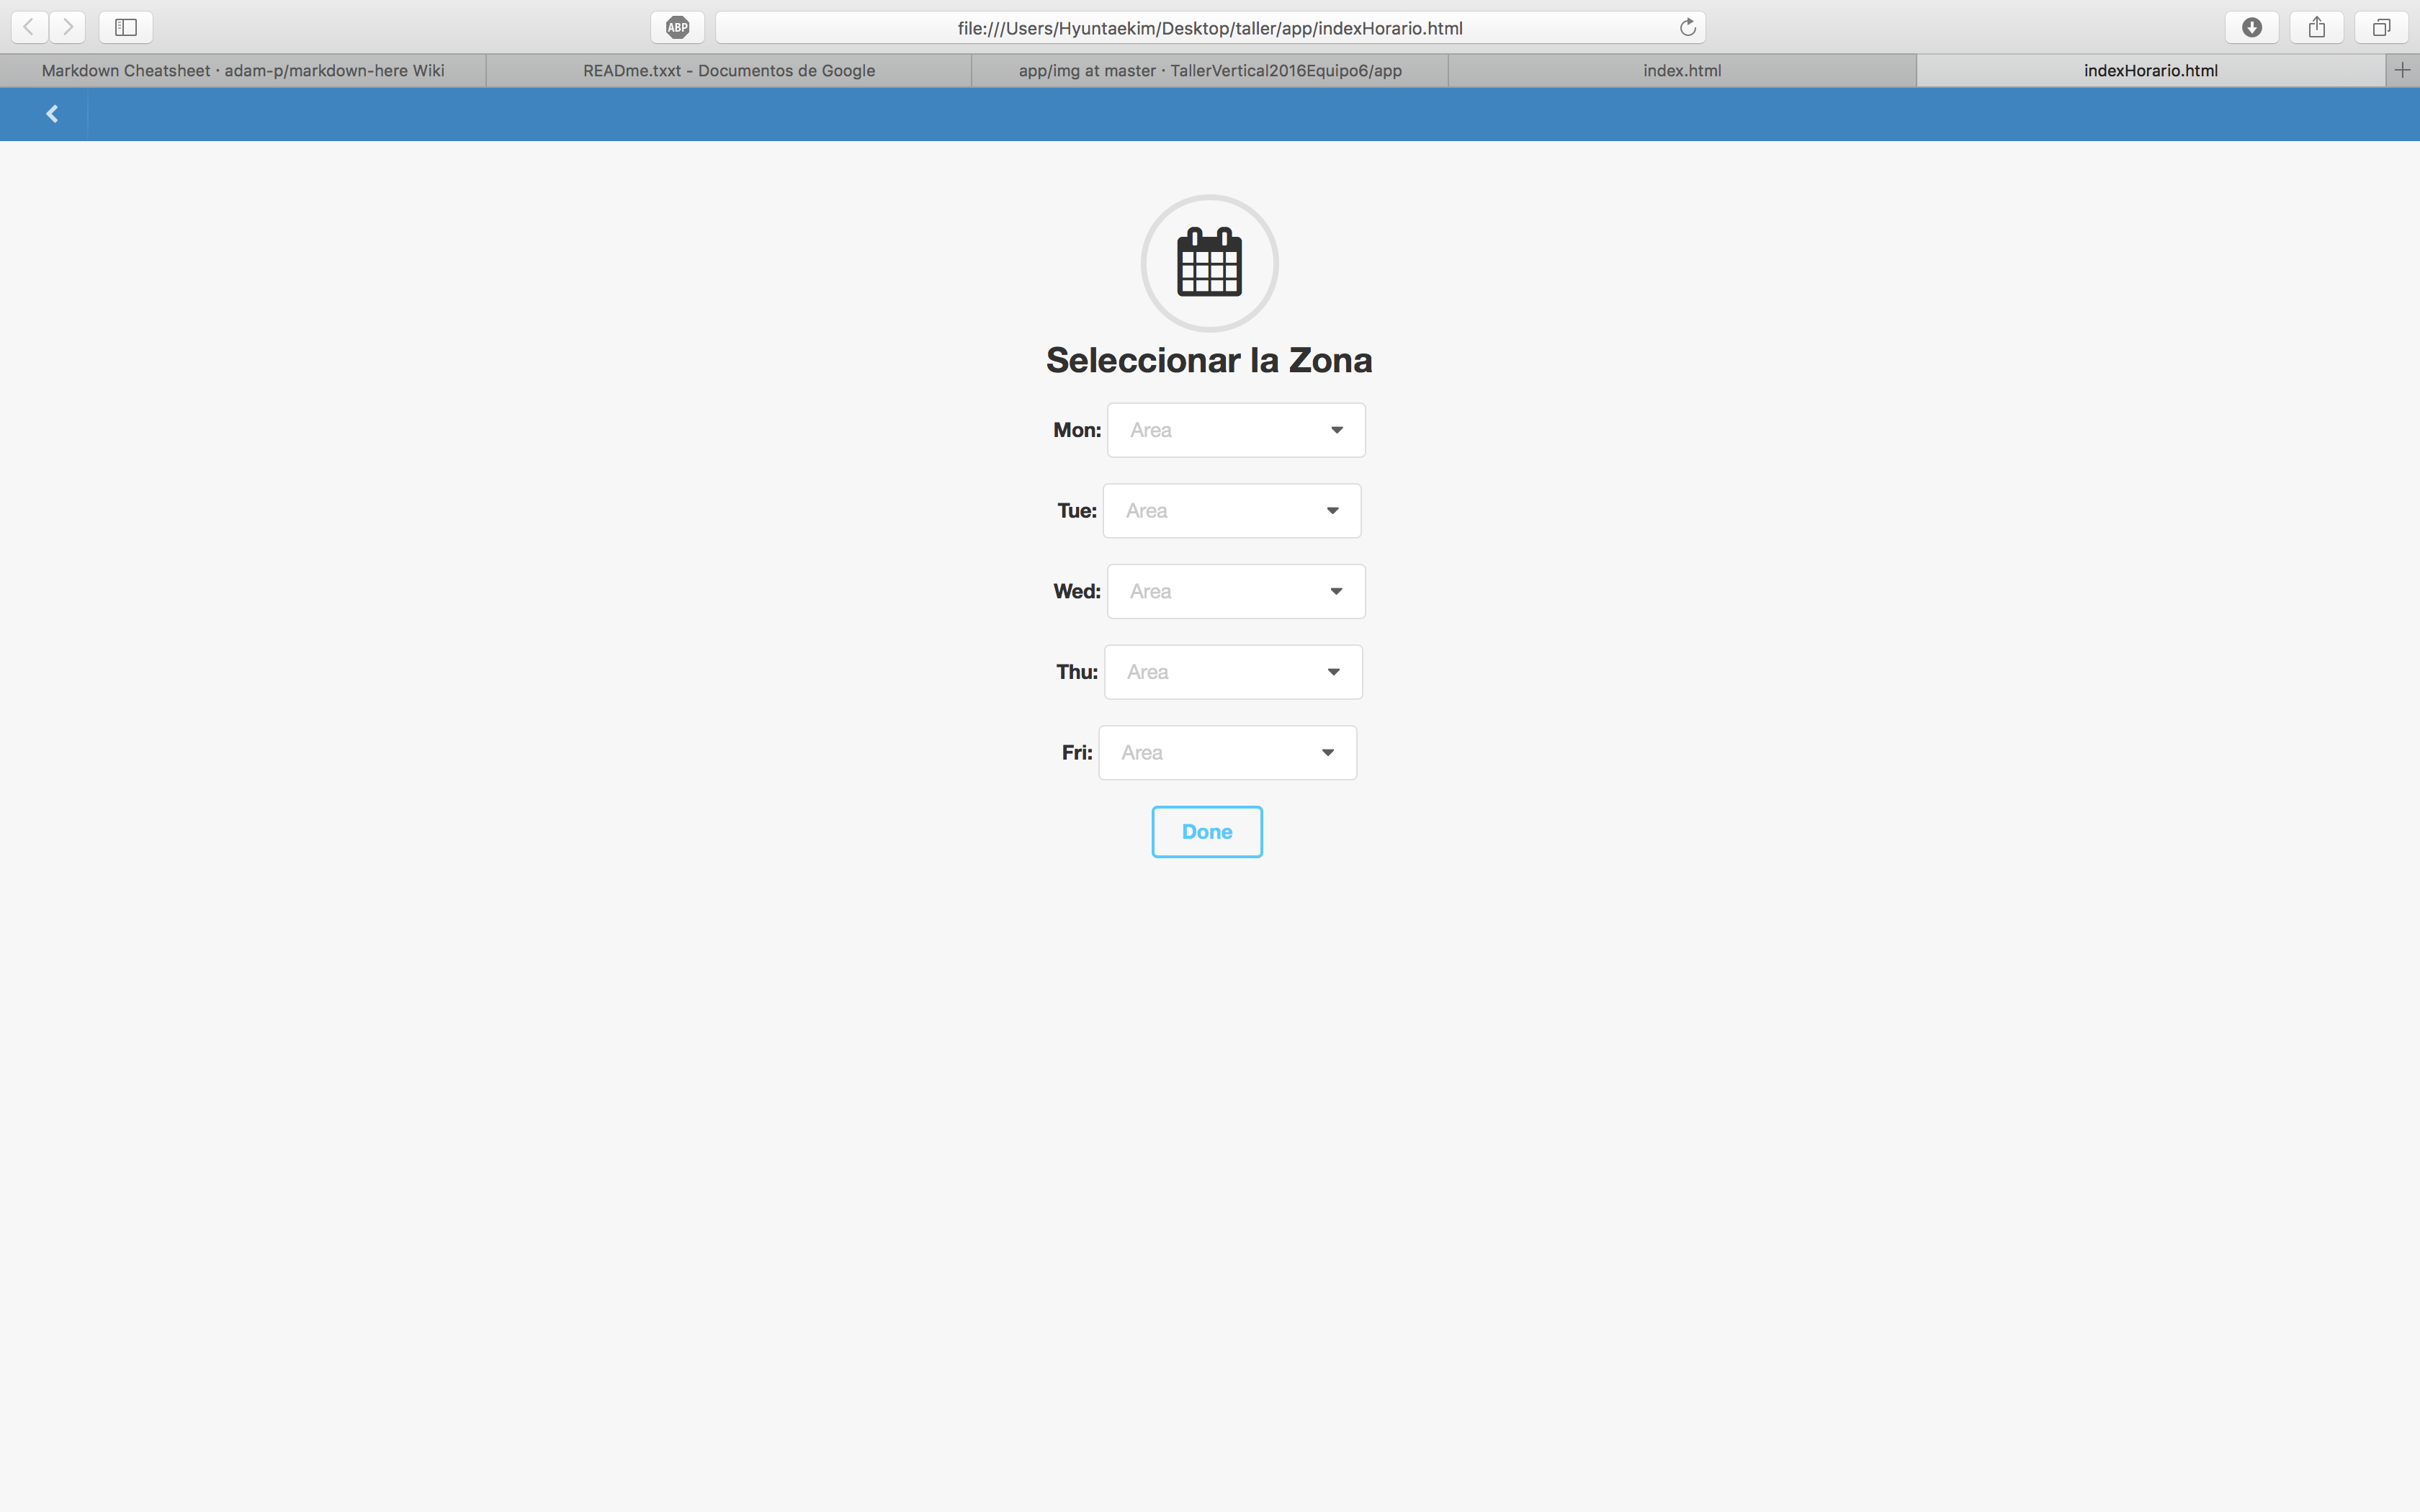 ABP
file:///Users/Hyuntaekim/Desktop/taller/app/indexHorario.html
Markdown Cheatsheet · adam-p/markdown-here Wiki
READme.txxt - Documentos de Google
app/img at master · TallerVertical2016Equipo6/app
index.html
indexHorario.html
Seleccionar la Zona
Mon: Area
Tue: Area
Wed: Area
Thu: Area
Fri: Area
Done